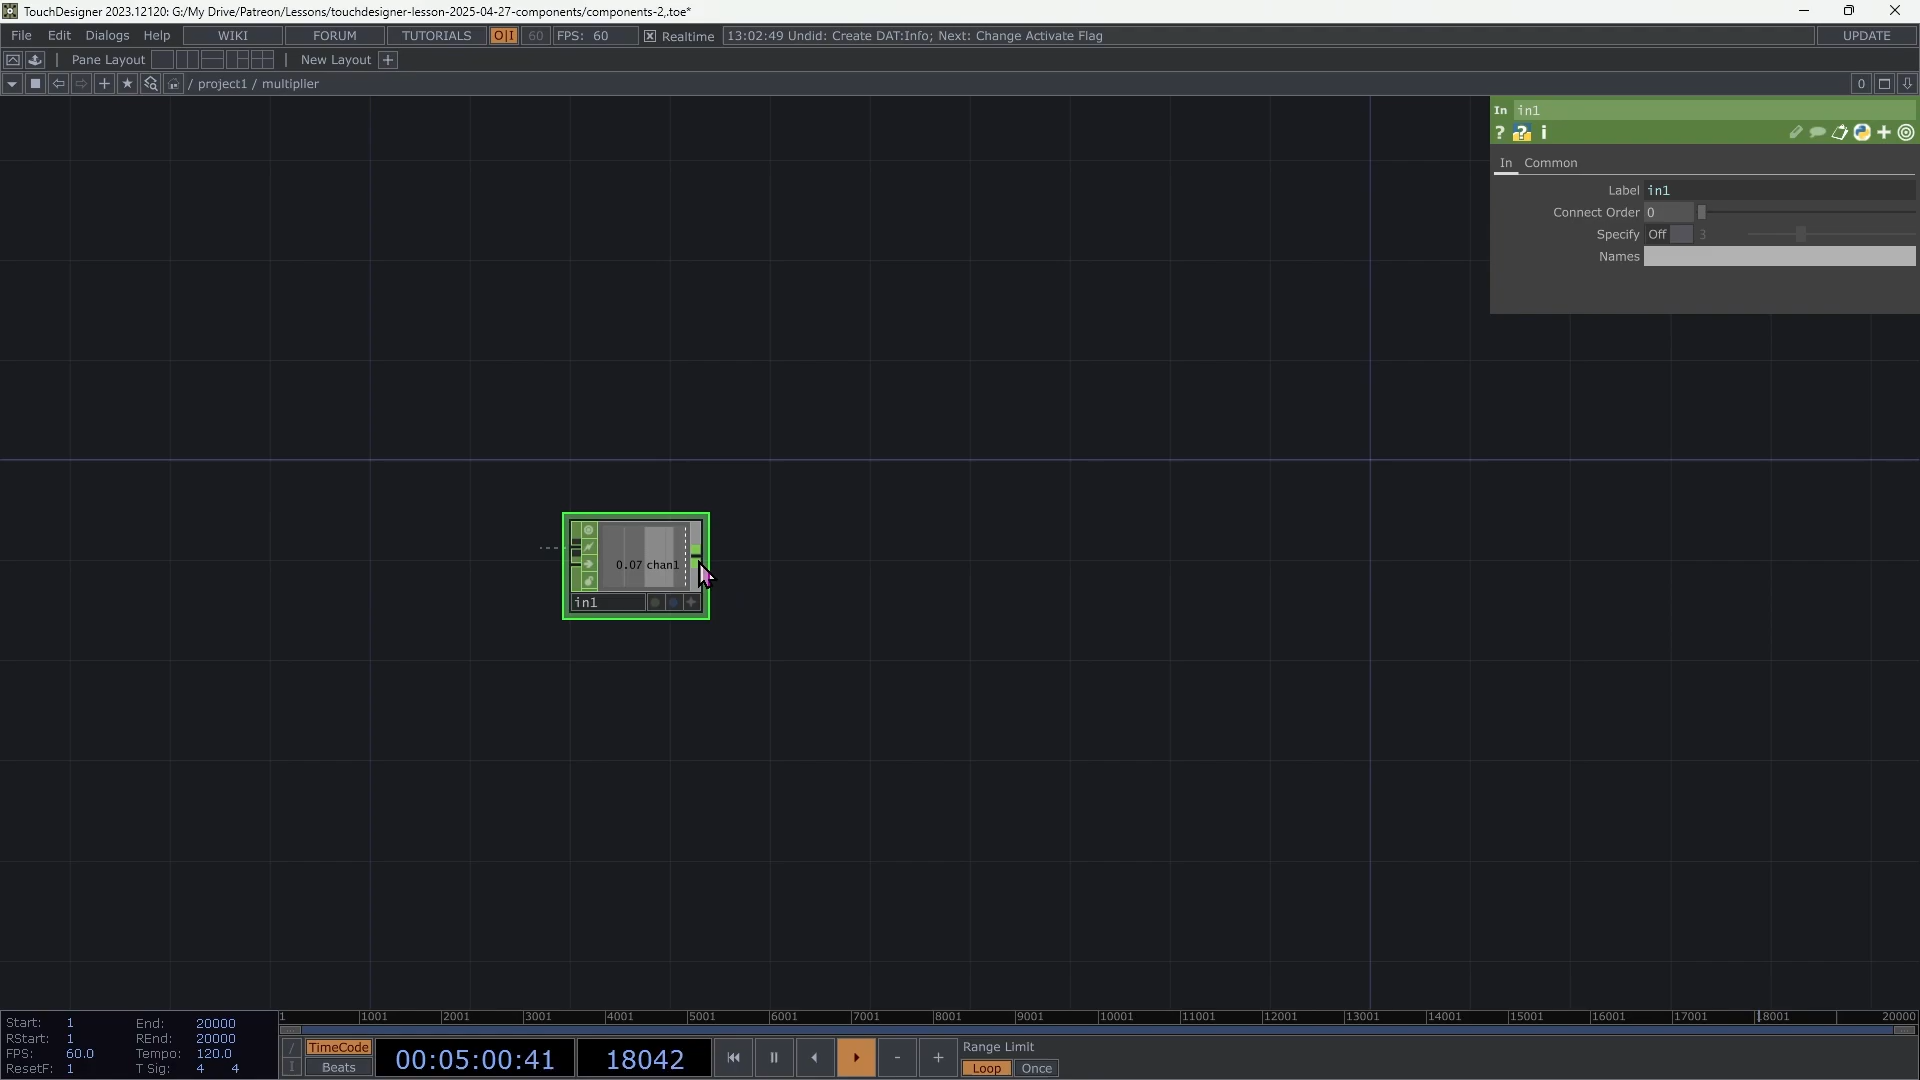 TouchDesigner 2023.12120: G:/My Drive/Patreon/Lessons/touchdesigner-lesson-2025-04-27-components/components-2,.toe*
File Edit Dialogs Help WIKI FORUM TUTORIALS O|I 60 FPS: 60 Realtime 13:02:49 Undid: Create DAT:Info; Next: Change Activate Flag UPDATE
Pane Layout New Layout +
/ project1 / multiplier 0
In in1
? ? i
In Common
Label in1
Connect Order 0
Specify Off 3
Names
0.07 chan1
in1
1 1001 2001 3001 4001 5001 6001 7001 8001 9001 10001 11001 12001 13001 14001 15001 16001 17001 18001 20000
Start: 1 End: 20000
RStart: 1 REnd: 20000
FPS: 60.0 Tempo: 120.0
ResetF: 1 T Sig: 4 4
/ TimeCode
I Beats
00:05:00:41 18042 - +
Range Limit
Loop Once